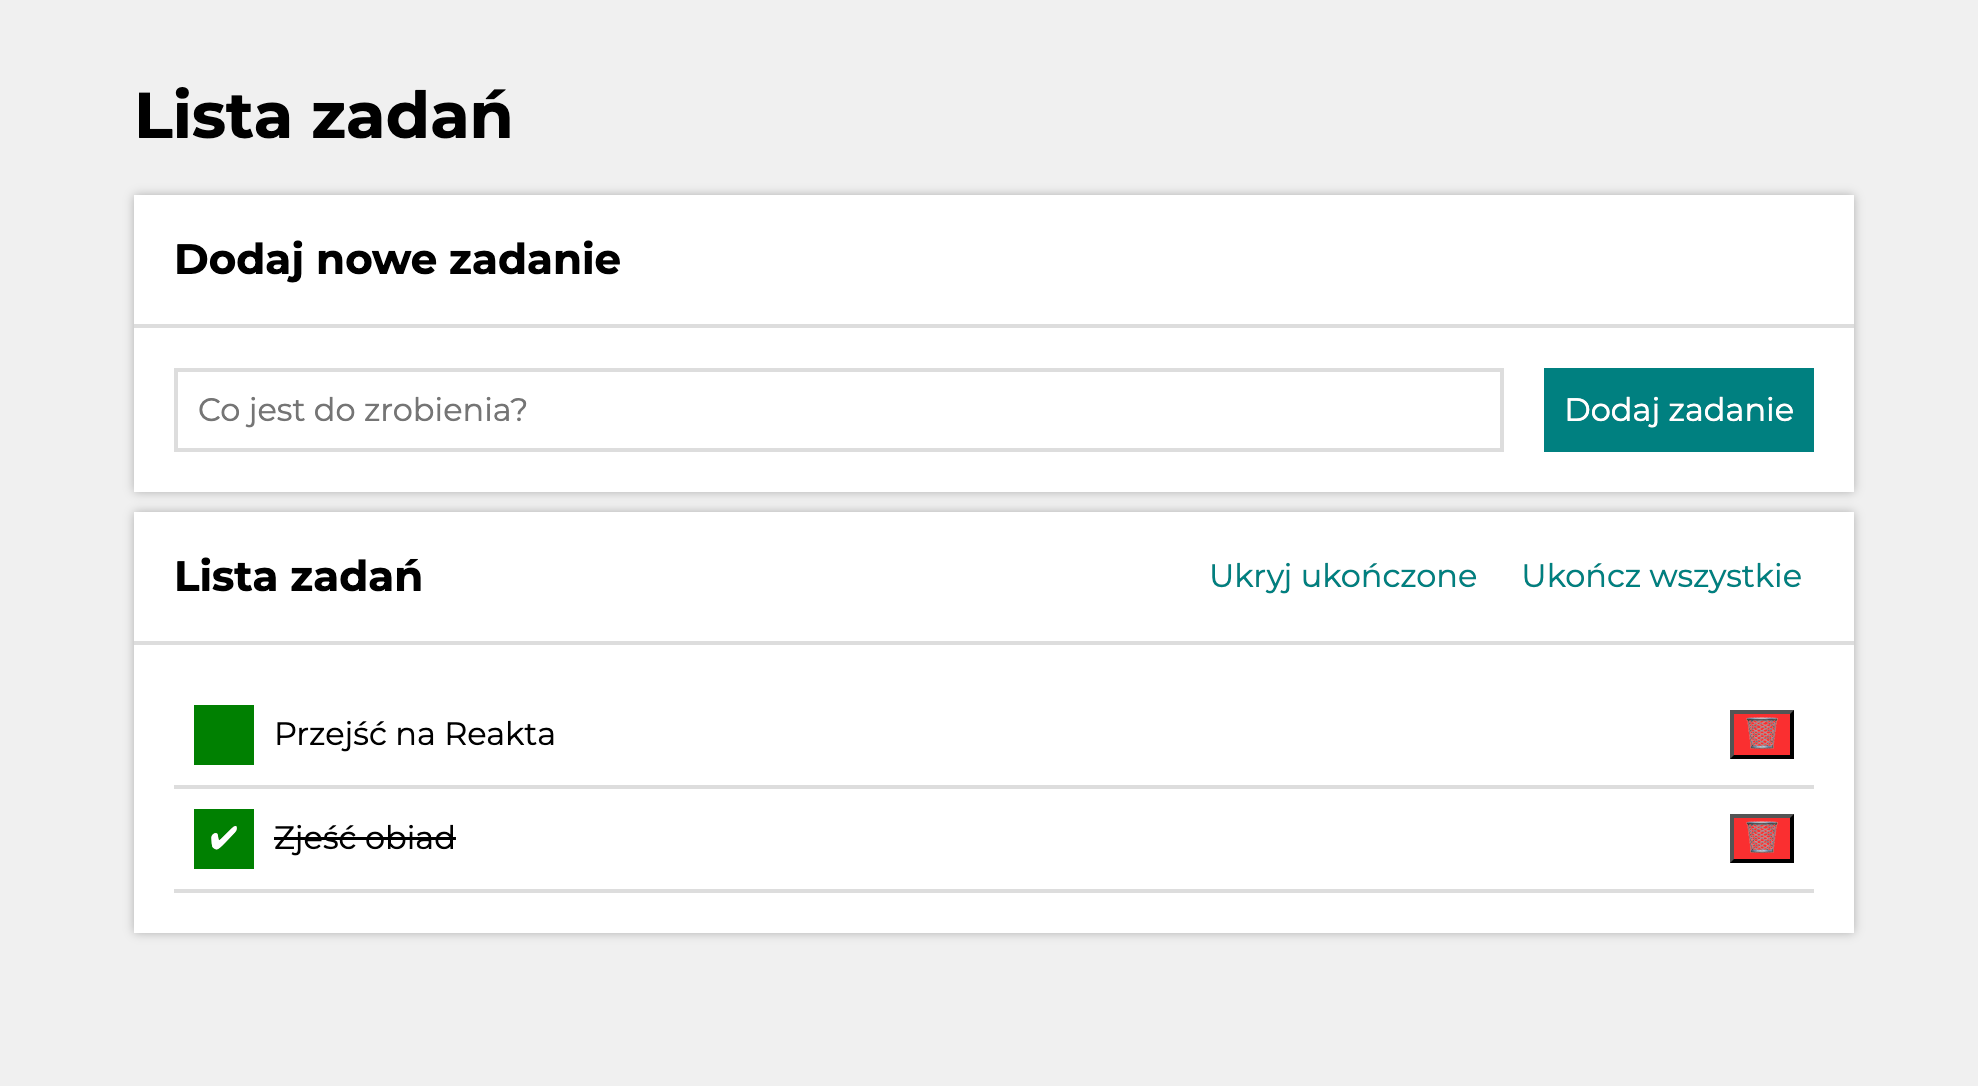 Lista zadań
Dodaj nowe zadanie
Co jest do zrobienia?
Dodaj zadanie
Lista zadań
Ukryj ukończone
Ukończ wszystkie
Przejść na Reakta
✔ Zjeść obiad